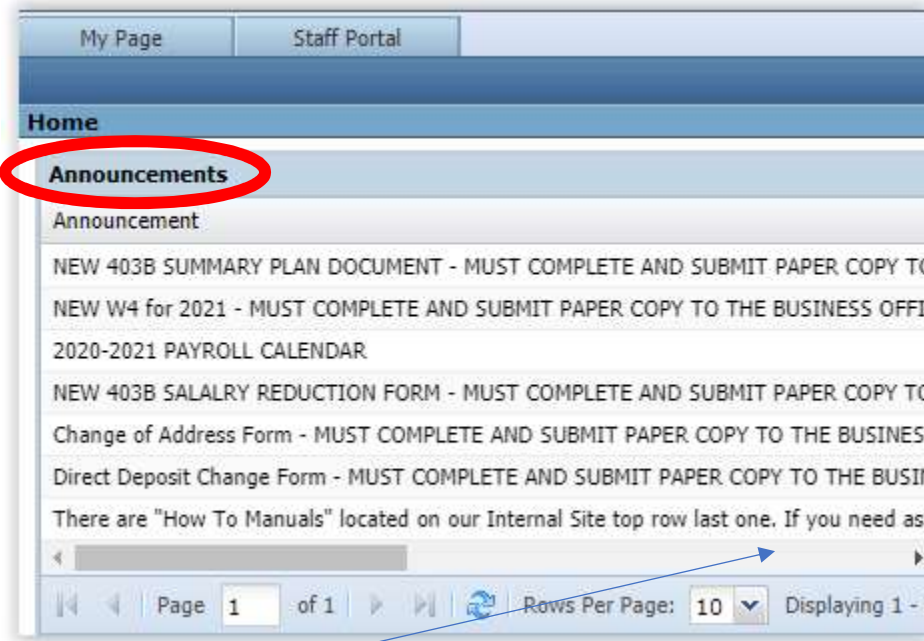 My Page Staff Portal
Home
Announcements
Announcement
NEW 403B SUMMARY PLAN DOCUMENT - MUST COMPLETE AND SUBMIT PAPER COPY
NEW W4 for 2021 - MUST COMPLETE AND SUBMIT PAPER COPY TO THE BUSINESS
2020-2021 PAYROLL CALENDAR
NEW 403B SALALRY REDUCTION FORM - MUST COMPLETE AND SUBMIT PAPER COPY
Change of Address Form - MUST COMPLETE AND SUBMIT PAPER COPY TO THE
Direct Deposit Change Form - MUST COMPLETE AND SUBMIT PAPER COPY TO THE
There are "How To Manuals" located on our Internal Site top row last one. If you need
Page 1 of 1 Rows Per Page: 10 Displaying 1 -